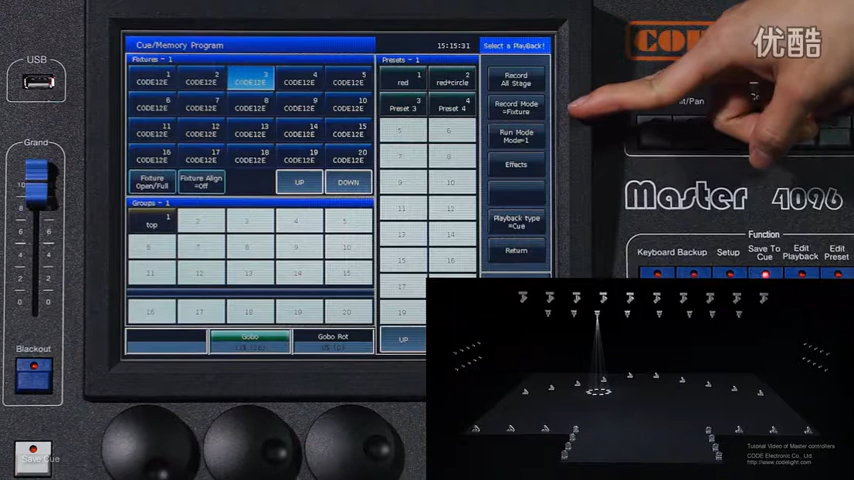 优酷
USB
Grand
10
8
6
4
2
0
8
6
4
2
0
Blackout
Save Cue
Cue/Memory Program
15:15:31
Select a PlayBack!
Fixtures - 1
1 CODE12E
2 CODE12E
3 CODE12E
4 CODE12E
5 CODE12E
6 CODE12E
7 CODE12E
8 CODE12E
9 CODE12E
10 CODE12E
11 CODE12E
12 CODE12E
13 CODE12E
14 CODE12E
15 CODE12E
16 CODE12E
17 CODE12E
18 CODE12E
19 CODE12E
20 CODE12E
Fixture
Open/Full
Fixture Align
=Off
UP
DOWN
Groups - 1
1
top
2
3
4
5
6
7
8
9
10
11
12
13
14
15
16
17
18
19
20
Gobo
Gobo Rot
Presets - 1
1
red
2
red+circle
3
Preset 3
4
Preset 4
5
6
7
8
9
10
11
12
13
14
15
16
17
18
19
UP
Record
All Stage
Record Mode
=Fixture
Run Mode
Mode=1
Effects
Playback type
=Cue
Return
Master 4096
Function
Keyboard
Backup
Setup
Save To
Cue
Edit
Playback
Edit
Preset
Tutorial Video of Master controllers
CODE Electronic Co,. Ltd
http://www.codelight.com